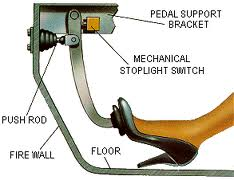 PEDAL SUPPORT
BRACKET
MECHANICAL
STOPLIGHT SWITCH
PUSH ROD
FIRE WALL
FLOOR